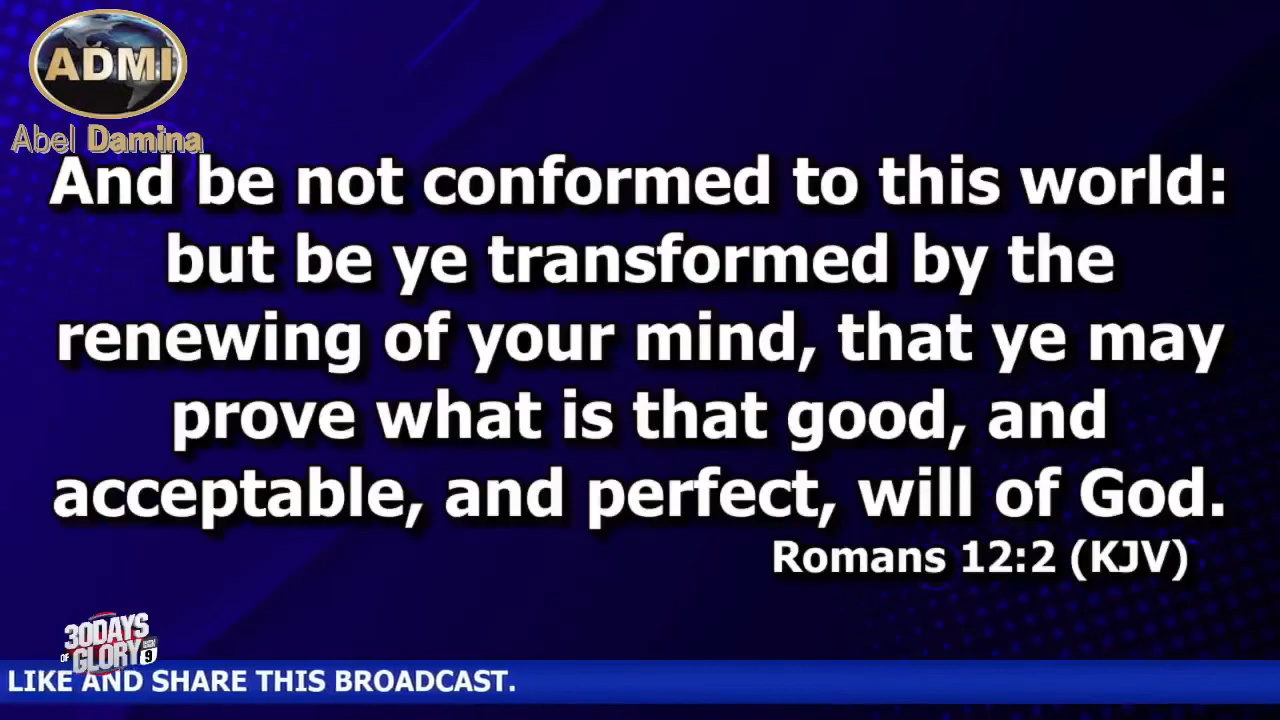 ADMI
Abel Damina
And be not conformed to this world:
but be ye transformed by the
renewing of your mind, that ye may
prove what is that good, and
acceptable, and perfect, will of God.
Romans 12:2 (KJV)
30DAYS
OF GLORY
9
LIKE AND SHARE THIS BROADCAST.